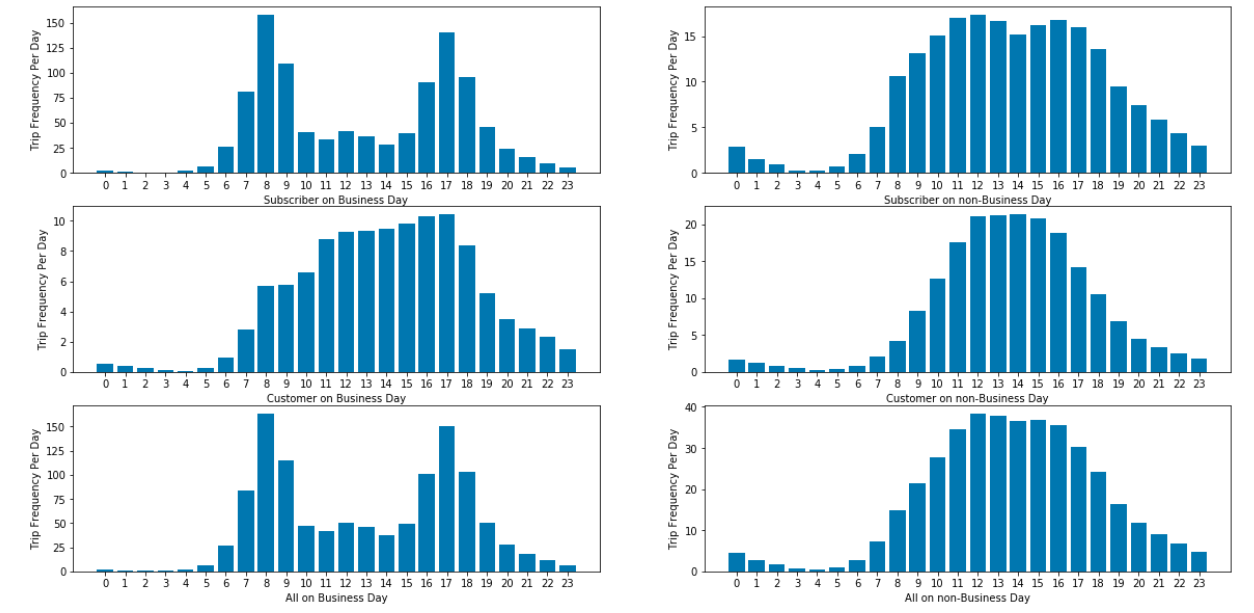 Trip Frequency Per Day
150
125
100
75
50
25
0
0 1 2 3 4 5 6 7 8 9 10 11 12 13 14 15 16 17 18 19 20 21 22 23
Subscriber on Business Day
Trip Frequency Per Day
15
10
5
0
0 1 2 3 4 5 6 7 8 9 10 11 12 13 14 15 16 17 18 19 20 21 22 23
Subscriber on non-Business Day
Trip Frequency Per Day
10
8
6
4
2
0
0 1 2 3 4 5 6 7 8 9 10 11 12 13 14 15 16 17 18 19 20 21 22 23
Customer on Business Day
Trip Frequency Per Day
20
15
10
5
0
0 1 2 3 4 5 6 7 8 9 10 11 12 13 14 15 16 17 18 19 20 21 22 23
Customer on non-Business Day
Trip Frequency Per Day
150
125
100
75
50
25
0
0 1 2 3 4 5 6 7 8 9 10 11 12 13 14 15 16 17 18 19 20 21 22 23
All on Business Day
Trip Frequency Per Day
40
30
20
10
0
0 1 2 3 4 5 6 7 8 9 10 11 12 13 14 15 16 17 18 19 20 21 22 23
All on non-Business Day